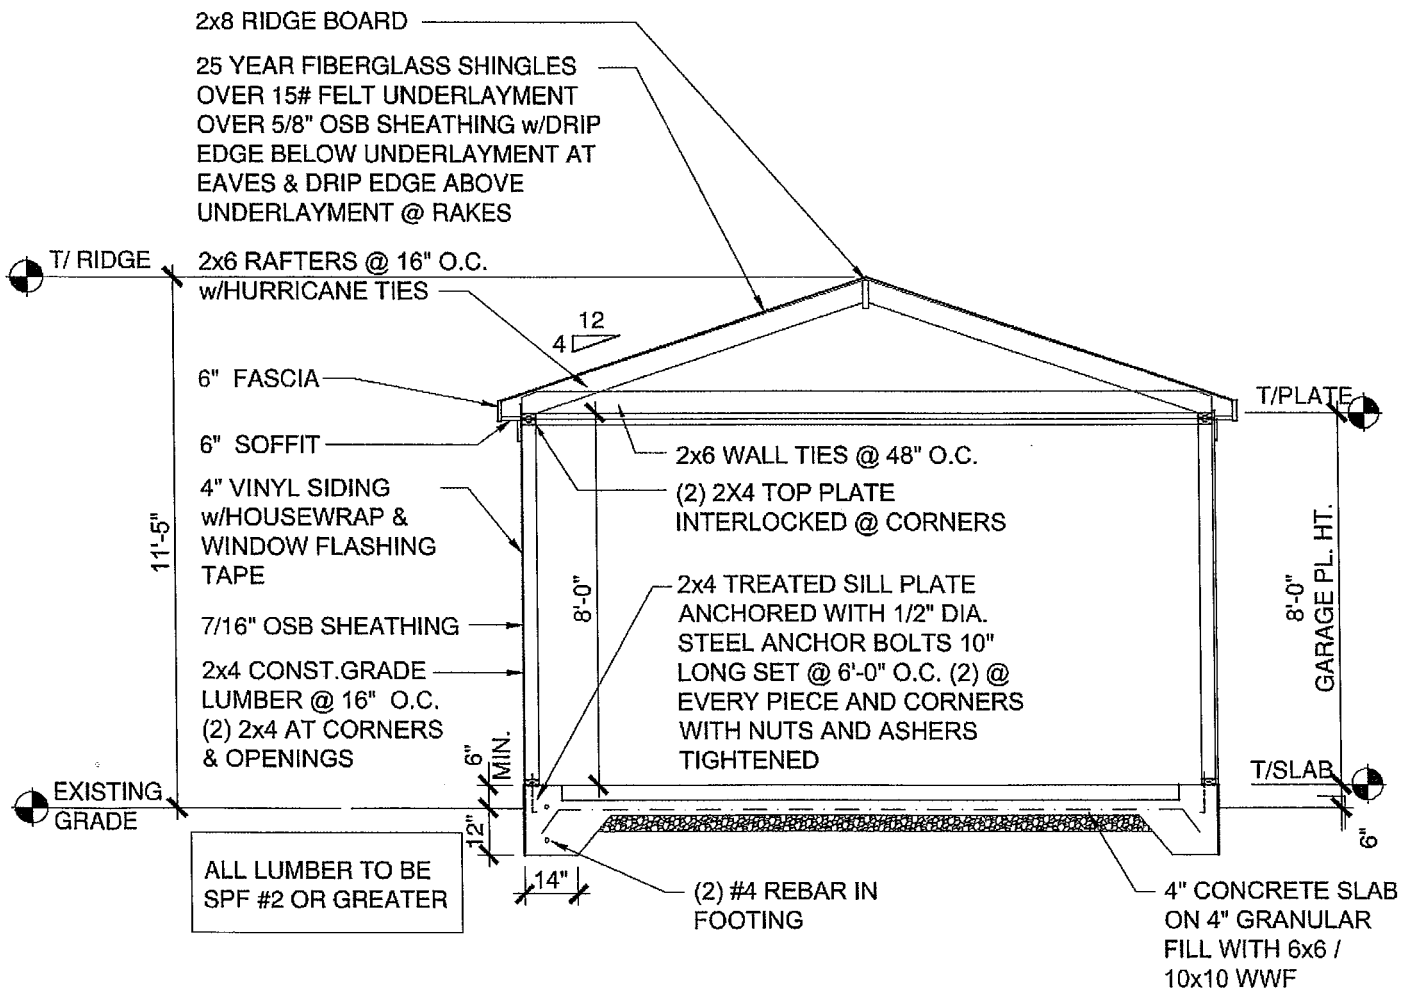 2x8 RIDGE BOARD
25 YEAR FIBERGLASS SHINGLES
OVER 15# FELT UNDERLAYMENT
OVER 5/8" OSB SHEATHING w/DRIP
EDGE BELOW UNDERLAYMENT AT
EAVES & DRIP EDGE ABOVE
UNDERLAYMENT @ RAKES
T/ RIDGE
2x6 RAFTERS @ 16" O.C.
w/HURRICANE TIES
12
4
6" FASCIA
T/PLATE
6" SOFFIT
2x6 WALL TIES @ 48" O.C.
(2) 2X4 TOP PLATE
INTERLOCKED @ CORNERS
4" VINYL SIDING
w/HOUSEWRAP &
WINDOW FLASHING
TAPE
11'-5"
8'-0"
8'-0"
GARAGE PL. HT.
2x4 TREATED SILL PLATE
ANCHORED WITH 1/2" DIA.
STEEL ANCHOR BOLTS 10"
LONG SET @ 6'-0" O.C. (2) @
EVERY PIECE AND CORNERS
WITH NUTS AND ASHERS
TIGHTENED
7/16" OSB SHEATHING
2x4 CONST.GRADE
LUMBER @ 16" O.C.
(2) 2x4 AT CORNERS
& OPENINGS
6"
MIN.
T/SLAB
EXISTING
GRADE
12"
6"
ALL LUMBER TO BE
SPF #2 OR GREATER
14"
(2) #4 REBAR IN
FOOTING
4" CONCRETE SLAB
ON 4" GRANULAR
FILL WITH 6x6 /
10x10 WWF